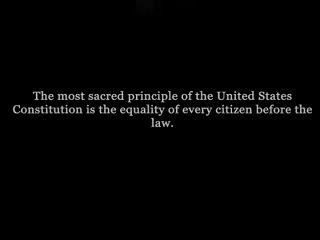 The most sacred principle of the United States
Constitution is the equality of every citizen before the
law.